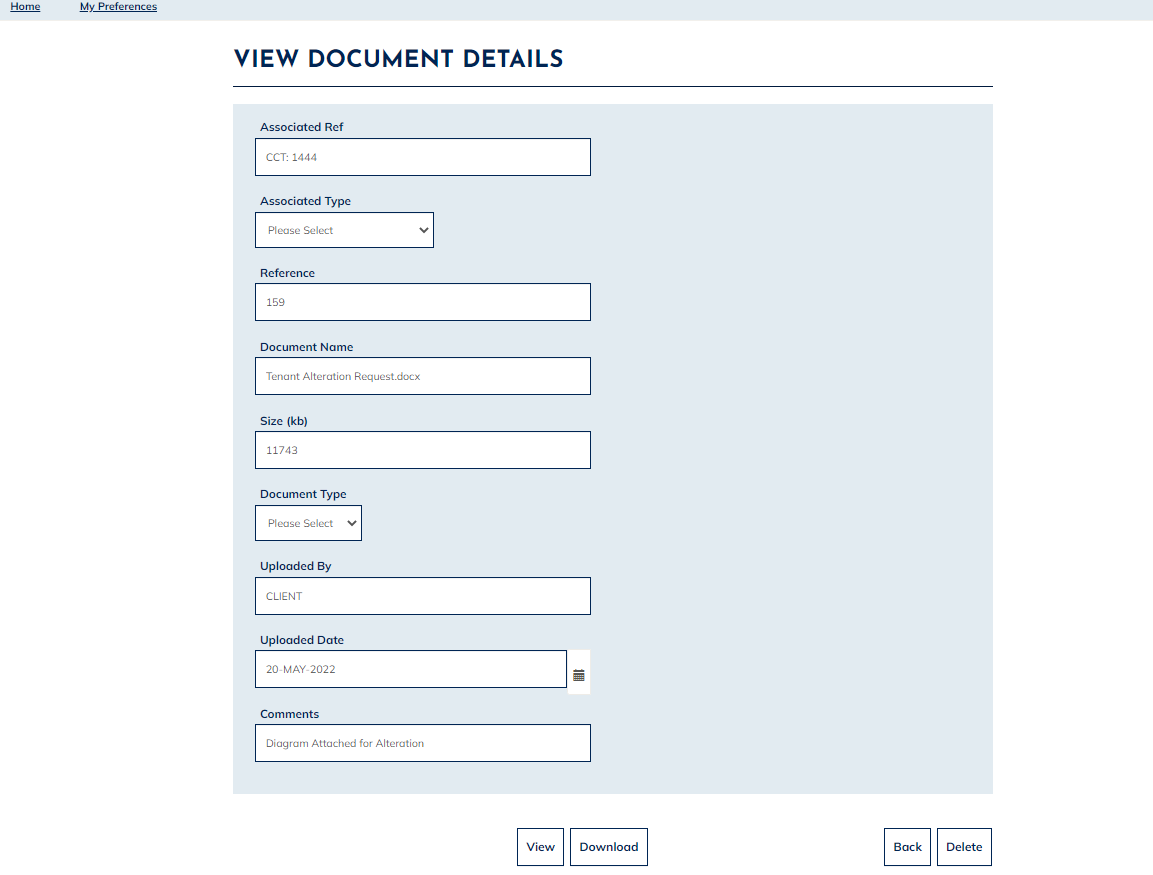 Home My Preferences
VIEW DOCUMENT DETAILS
Associated Ref
CCT: 1444
Associated Type
Please Select
Reference
159
Document Name
Tenant Alteration Request.docx
Size (kb)
11743
Document Type
Please Select
Uploaded By
CLIENT
Uploaded Date
20-MAY-2022
Comments
Diagram Attached for Alteration
View Download Back Delete